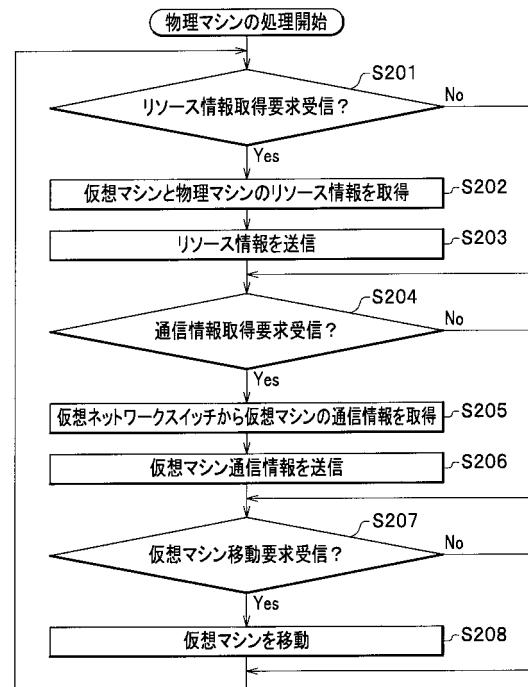 物理マシンの処理開始
S201
リソース情報取得要求受信?
No
Yes
仮想マシンと物理マシンのリソース情報を取得
S202
リソース情報を送信
S203
S204
通信情報取得要求受信?
No
Yes
仮想ネットワークスイッチから仮想マシンの通信情報を取得
S205
仮想マシン通信情報を送信
S206
S207
仮想マシン移動要求受信?
No
Yes
仮想マシンを移動
S208